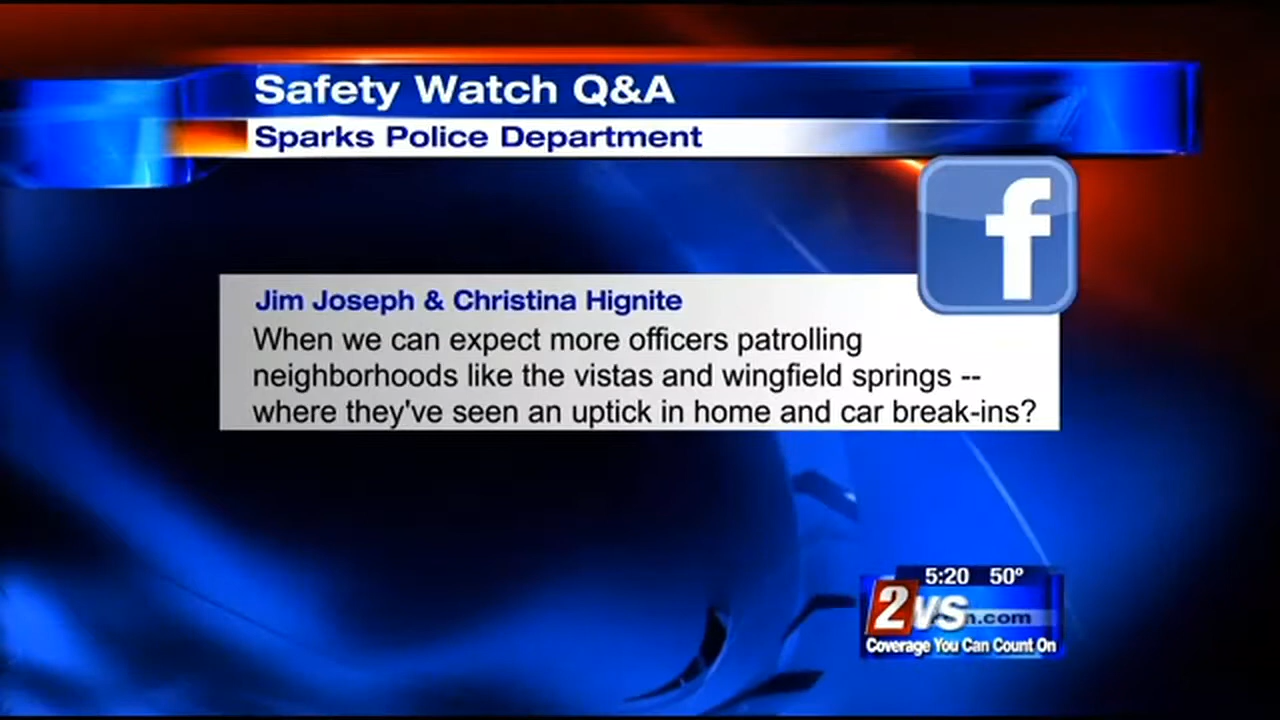 Safety Watch Q&A
Sparks Police Department
f
Jim Joseph & Christina Hignite
When we can expect more officers patrolling
neighborhoods like the vistas and wingfield springs --
where they've seen an uptick in home and car break-ins?
5:20 50°
2
Coverage You Can Count On